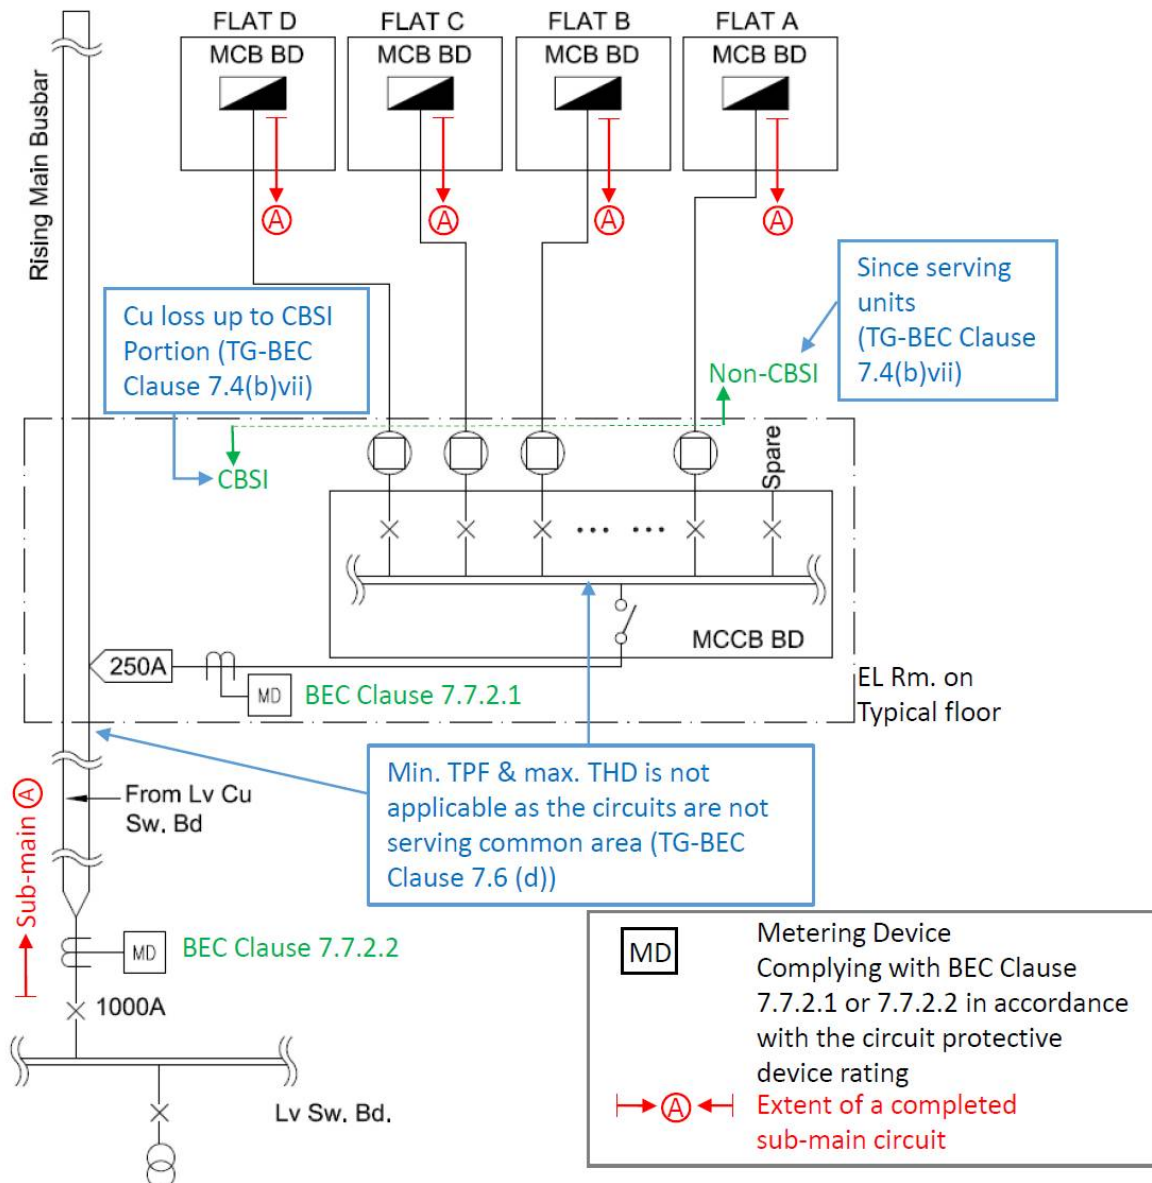 FLAT D
FLAT C
FLAT B
FLAT A
MCB BD
MCB BD
MCB BD
MCB BD
Rising Main Busbar
A
A
A
A
Since serving
units
(TG-BEC Clause
7.4(b)vii)
Cu loss up to CBSI
Portion (TG-BEC
Clause 7.4(b)vii)
Non-CBSI
CBSI
Spare
MCCB BD
250A
MD
BEC Clause 7.7.2.1
EL Rm. on
Typical floor
Min. TPF & max. THD is not
applicable as the circuits are not
serving common area (TG-BEC
Clause 7.6 (d))
From Lv Cu
Sw. Bd
Sub-main A
MD
BEC Clause 7.7.2.2
1000A
Lv Sw. Bd.
MD
Metering Device
Complying with BEC Clause
7.7.2.1 or 7.7.2.2 in accordance
with the circuit protective
device rating
A
Extent of a completed
sub-main circuit